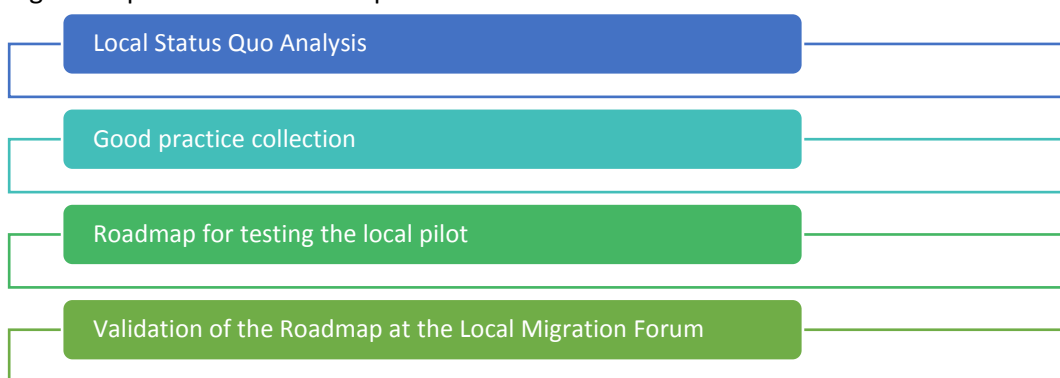 Local Status Quo Analysis
Good practice collection
Roadmap for testing the local pilot
Validation of the Roadmap at the Local Migration Forum